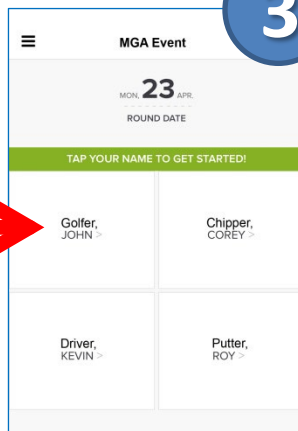 3
MGA Event
MON. 23 APR.
ROUND DATE
TAP YOUR NAME TO GET STARTED!
Golfer,
JOHN >
Chipper,
COREY >
Driver,
KEVIN >
Putter,
ROY >